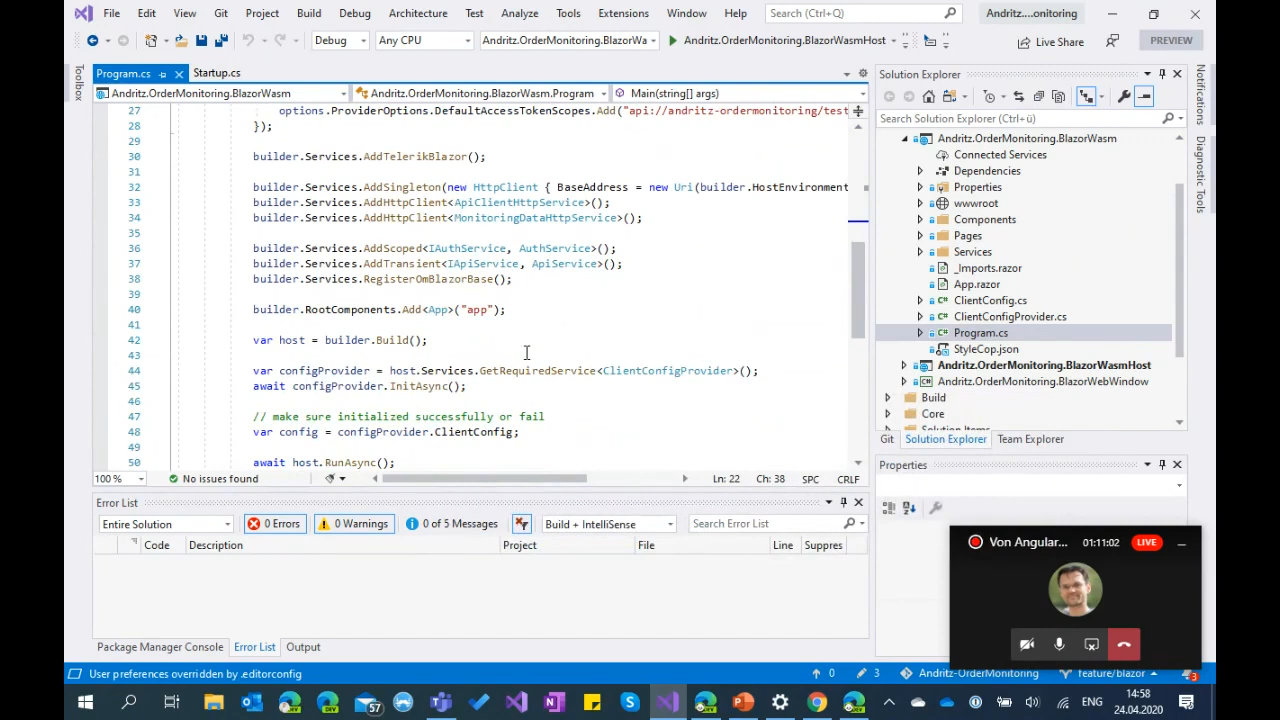 File Edit View Git Project Build Debug Architecture Test Analyze Tools Extensions Window Help Search (Ctrl+Q) Andritz....onitoring
Debug Any CPU Andritz.OrderMonitoring.BlazorWa Andritz.OrderMonitoring.BlazorWasmHost Live Share PREVIEW
Toolbox
Program.cs Startup.cs
Andritz.OrderMonitoring.BlazorWasm Andritz.OrderMonitoring.BlazorWasm.Program Main(string[] args)
27 options.ProviderOptions.DefaultAccessTokenScopes.Add("api://andritz-ordermonitoring/test
28 });
29
30 builder.Services.AddTelerikBlazor();
31
32 builder.Services.AddSingleton(new HttpClient { BaseAddress = new Uri(builder.HostEnvironment
33 builder.Services.AddHttpClient<ApiClientHttpService>();
34 builder.Services.AddHttpClient<MonitoringDataHttpService>();
35
36 builder.Services.AddScoped<IAuthService, AuthService>();
37 builder.Services.AddTransient<IApiService, ApiService>();
38 builder.Services.RegisterOmBlazorBase();
39
40 builder.RootComponents.Add<App>("app");
41
42 var host = builder.Build();
43
44 var configProvider = host.Services.GetRequiredService<ClientConfigProvider>();
45 await configProvider.InitAsync();
46
47 // make sure initialized successfully or fail
48 var config = configProvider.ClientConfig;
49
50 await host.RunAsync();
100 % No issues found Ln: 22 Ch: 38 SPC CRLF
Error List
Entire Solution 0 Errors 0 Warnings 0 of 5 Messages Build + IntelliSense Search Error List
Code Description Project File Line Suppres
Package Manager Console Error List Output
Solution Explorer
Search Solution Explorer (Ctrl+ü)
Andritz.OrderMonitoring.BlazorWasm
Connected Services
Dependencies
Properties
wwwroot
Components
Pages
Services
_Imports.razor
App.razor
ClientConfig.cs
ClientConfigProvider.cs
Program.cs
StyleCop.json
Andritz.OrderMonitoring.BlazorWasmHost
Andritz.OrderMonitoring.BlazorWebWindow
Build
Core
Solution Items
Git Solution Explorer Team Explorer
Properties
Notifications
Diagnostic Tools
Von Angular... 01:11:02 LIVE
User preferences overridden by .editorconfig 0 3 Andritz-OrderMonitoring feature/blazor 3
DEV DEV 57 DEV DEV ENG 14:58
24.04.2020